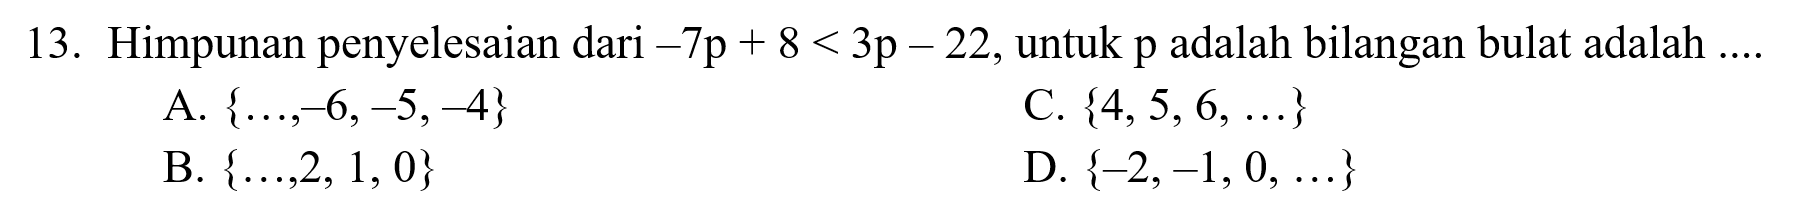 13. Himpunan penyelesaian dari –7p + 8 < 3p – 22, untuk p adalah bilangan bulat adalah ....
A. {…,–6, –5, –4} C. {4, 5, 6, …}
B. {…,2, 1, 0} D. {–2, –1, 0, …}